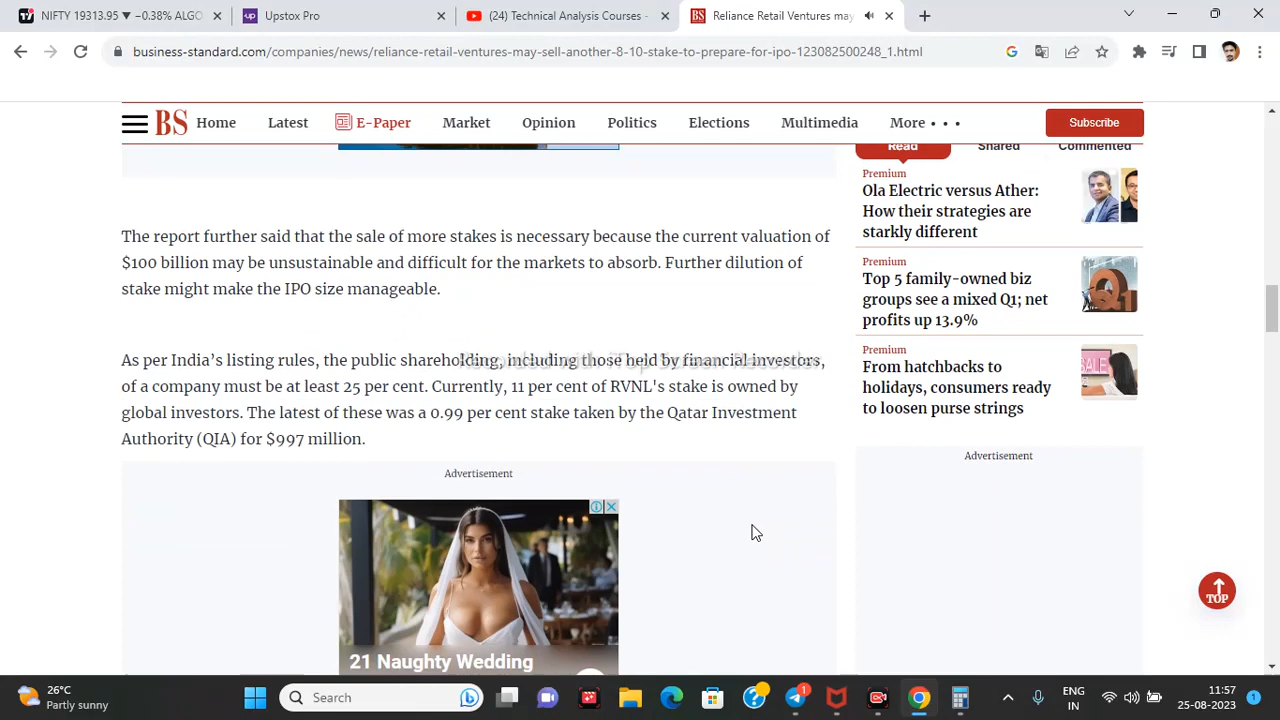 NIFTY 19313.95 ▼ −0.38% ALGO
Upstox Pro
(24) Technical Analysis Courses -
Reliance Retail Ventures may
business-standard.com/companies/news/reliance-retail-ventures-may-sell-another-8-10-stake-to-prepare-for-ipo-123082500248_1.html
BS Home Latest E-Paper Market Opinion Politics Elections Multimedia More • • • Subscribe
Read Shared Commented
Premium
Ola Electric versus Ather:
How their strategies are
starkly different
Premium
Top 5 family-owned biz
groups see a mixed Q1; net
profits up 13.9%
Premium
From hatchbacks to
holidays, consumers ready
to loosen purse strings
Advertisement
The report further said that the sale of more stakes is necessary because the current valuation of
$100 billion may be unsustainable and difficult for the markets to absorb. Further dilution of
stake might make the IPO size manageable.
As per India’s listing rules, the public shareholding, including those held by financial investors,
of a company must be at least 25 per cent. Currently, 11 per cent of RVNL's stake is owned by
global investors. The latest of these was a 0.99 per cent stake taken by the Qatar Investment
Authority (QIA) for $997 million.
Recorded with iTop Screen Recorder
Advertisement
21 Naughty Wedding
TOP
26°C
Partly sunny
Search
1
ENG
IN
11:57
25-08-2023
1